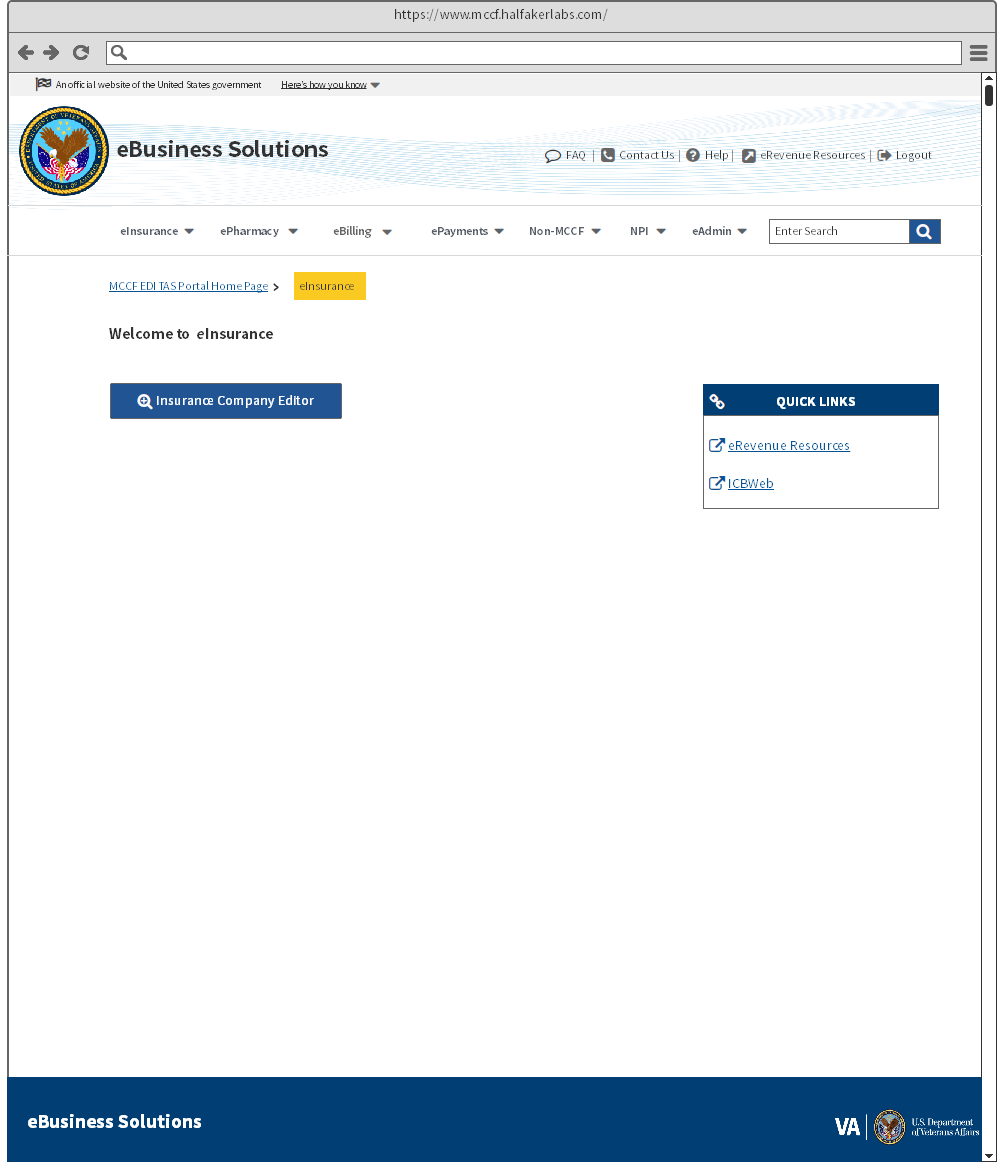 https://www.mccf.halfakerlabs.com/
An official website of the United States government Here's how you know
eBusiness Solutions
FAQ | Contact Us | Help | eRevenue Resources | Logout
eInsurance ePharmacy eBilling ePayments Non-MCCF NPI eAdmin Enter Search
MCCF EDI TAS Portal Home Page > eInsurance
Welcome to eInsurance
Insurance Company Editor
QUICK LINKS
eRevenue Resources
ICBWeb
eBusiness Solutions
VA | U.S. Department
of Veterans Affairs